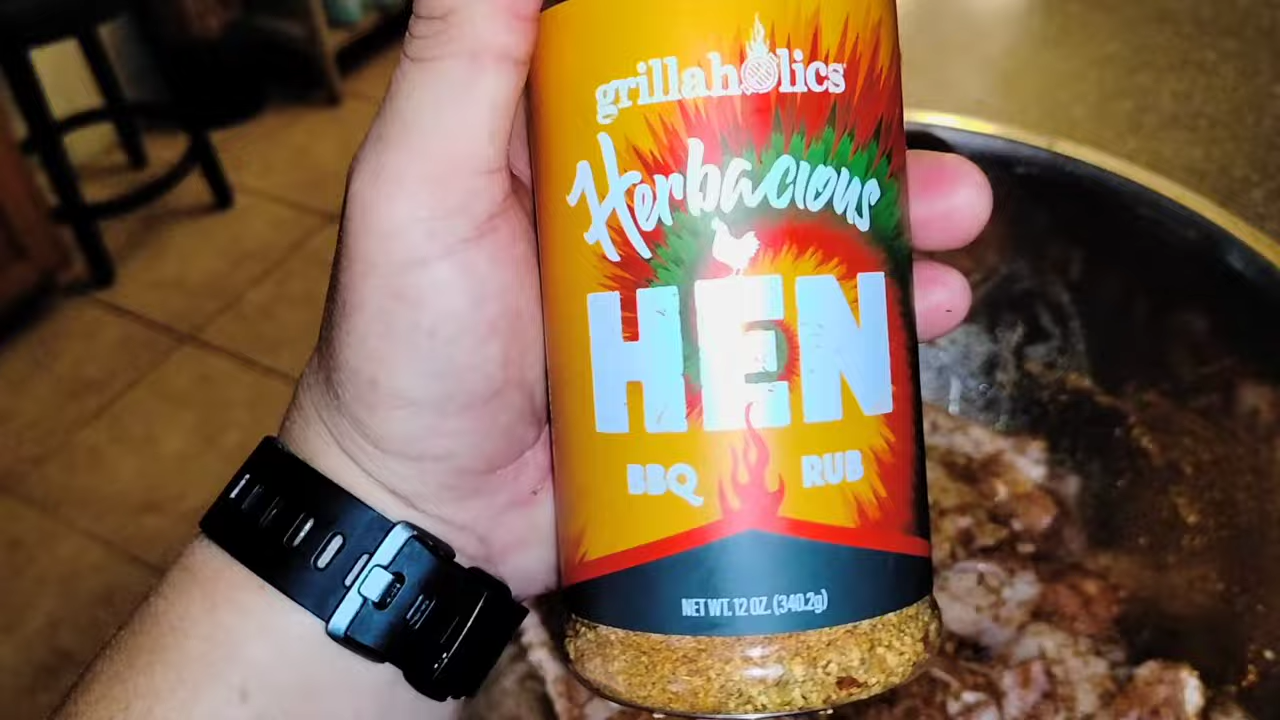 grillaholics
Herbacious
HEN
BBQ RUB
NET WT. 12 OZ. (340.2g)